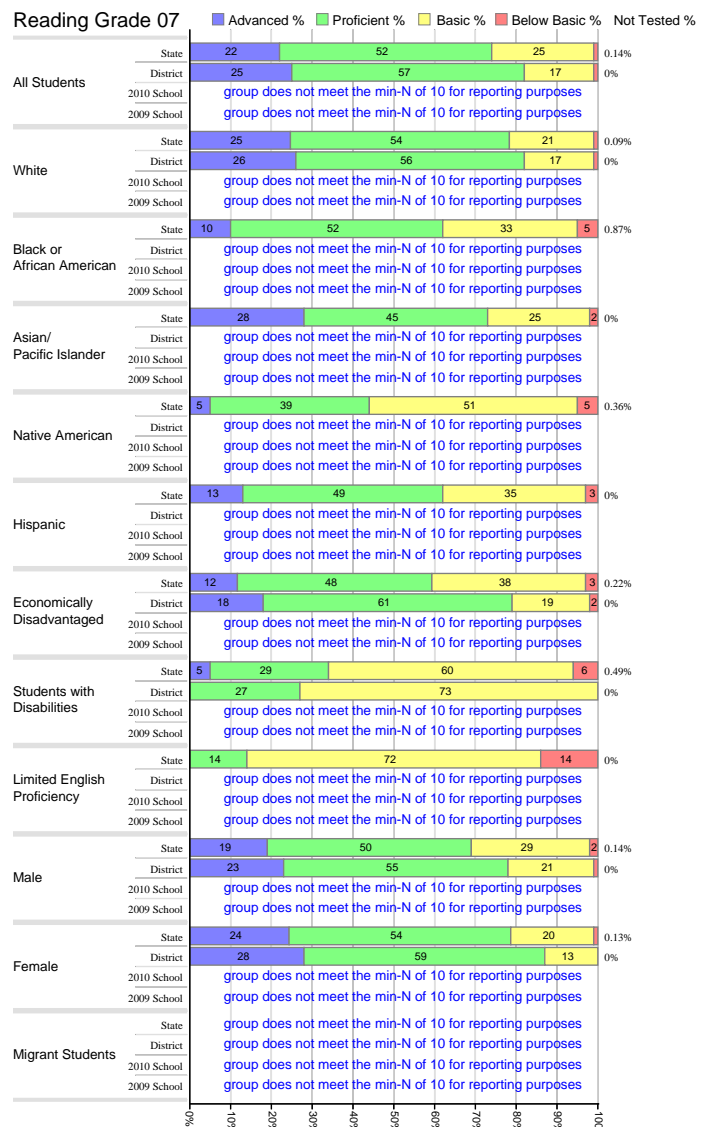 Reading Grade 07 Advanced % Proficient % Basic % Below Basic % Not Tested %
All Students
State 22 52 25 0.14%
District 25 57 17 0%
2010 School group does not meet the min-N of 10 for reporting purposes
2009 School group does not meet the min-N of 10 for reporting purposes
White
State 25 54 21 0.09%
District 26 56 17 0%
2010 School group does not meet the min-N of 10 for reporting purposes
2009 School group does not meet the min-N of 10 for reporting purposes
Black or
African American
State 10 52 33 5 0.87%
District group does not meet the min-N of 10 for reporting purposes
2010 School group does not meet the min-N of 10 for reporting purposes
2009 School group does not meet the min-N of 10 for reporting purposes
Asian/
Pacific Islander
State 28 45 25 2 0%
District group does not meet the min-N of 10 for reporting purposes
2010 School group does not meet the min-N of 10 for reporting purposes
2009 School group does not meet the min-N of 10 for reporting purposes
Native American
State 5 39 51 5 0.36%
District group does not meet the min-N of 10 for reporting purposes
2010 School group does not meet the min-N of 10 for reporting purposes
2009 School group does not meet the min-N of 10 for reporting purposes
Hispanic
State 13 49 35 3 0%
District group does not meet the min-N of 10 for reporting purposes
2010 School group does not meet the min-N of 10 for reporting purposes
2009 School group does not meet the min-N of 10 for reporting purposes
Economically
Disadvantaged
State 12 48 38 3 0.22%
District 18 61 19 2 0%
2010 School group does not meet the min-N of 10 for reporting purposes
2009 School group does not meet the min-N of 10 for reporting purposes
Students with
Disabilities
State 5 29 60 6 0.49%
District 27 73 0%
2010 School group does not meet the min-N of 10 for reporting purposes
2009 School group does not meet the min-N of 10 for reporting purposes
Limited English
Proficiency
State 14 72 14 0%
District group does not meet the min-N of 10 for reporting purposes
2010 School group does not meet the min-N of 10 for reporting purposes
2009 School group does not meet the min-N of 10 for reporting purposes
Male
State 19 50 29 2 0.14%
District 23 55 21 0%
2010 School group does not meet the min-N of 10 for reporting purposes
2009 School group does not meet the min-N of 10 for reporting purposes
Female
State 24 54 20 0.13%
District 28 59 13 0%
2010 School group does not meet the min-N of 10 for reporting purposes
2009 School group does not meet the min-N of 10 for reporting purposes
Migrant Students
State group does not meet the min-N of 10 for reporting purposes
District group does not meet the min-N of 10 for reporting purposes
2010 School group does not meet the min-N of 10 for reporting purposes
2009 School group does not meet the min-N of 10 for reporting purposes
0% 10% 20% 30% 40% 50% 60% 70% 80% 90%